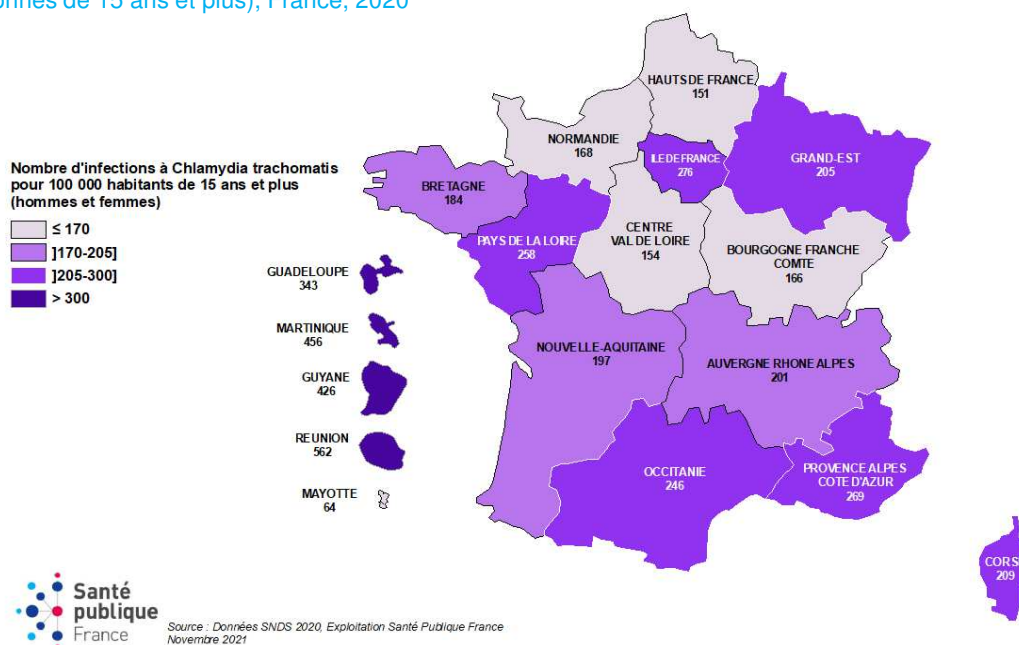 de 15 ans et plus), France, 2020
HAUTS DE FRANCE
151
NORMANDIE
168
ILE DE FRANCE
276
GRAND-EST
205
Nombre d'infections à Chlamydia trachomatis
pour 100 000 habitants de 15 ans et plus
(hommes et femmes)
≤ 170
]170-205]
]205-300]
> 300
BRETAGNE
184
PAYS DE LA LOIRE
258
CENTRE
VAL DE LOIRE
154
BOURGOGNE FRANCHE
COMTE
166
GUADELOUPE
343
MARTINIQUE
456
GUYANE
426
REUNION
562
MAYOTTE
64
NOUVELLE-AQUITAINE
197
AUVERGNE RHONE ALPES
201
OCCITANIE
246
PROVENCE ALPES
COTE D'AZUR
269
CORS
209
Santé
publique
France
Source : Données SNDS 2020, Exploitation Santé Publique France
Novembre 2021